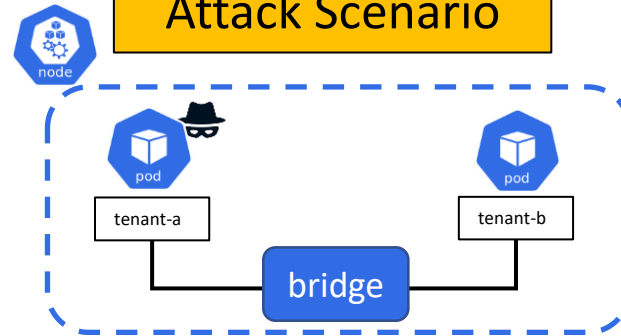 Attack Scenario
node
pod
pod
tenant-a
tenant-b
bridge